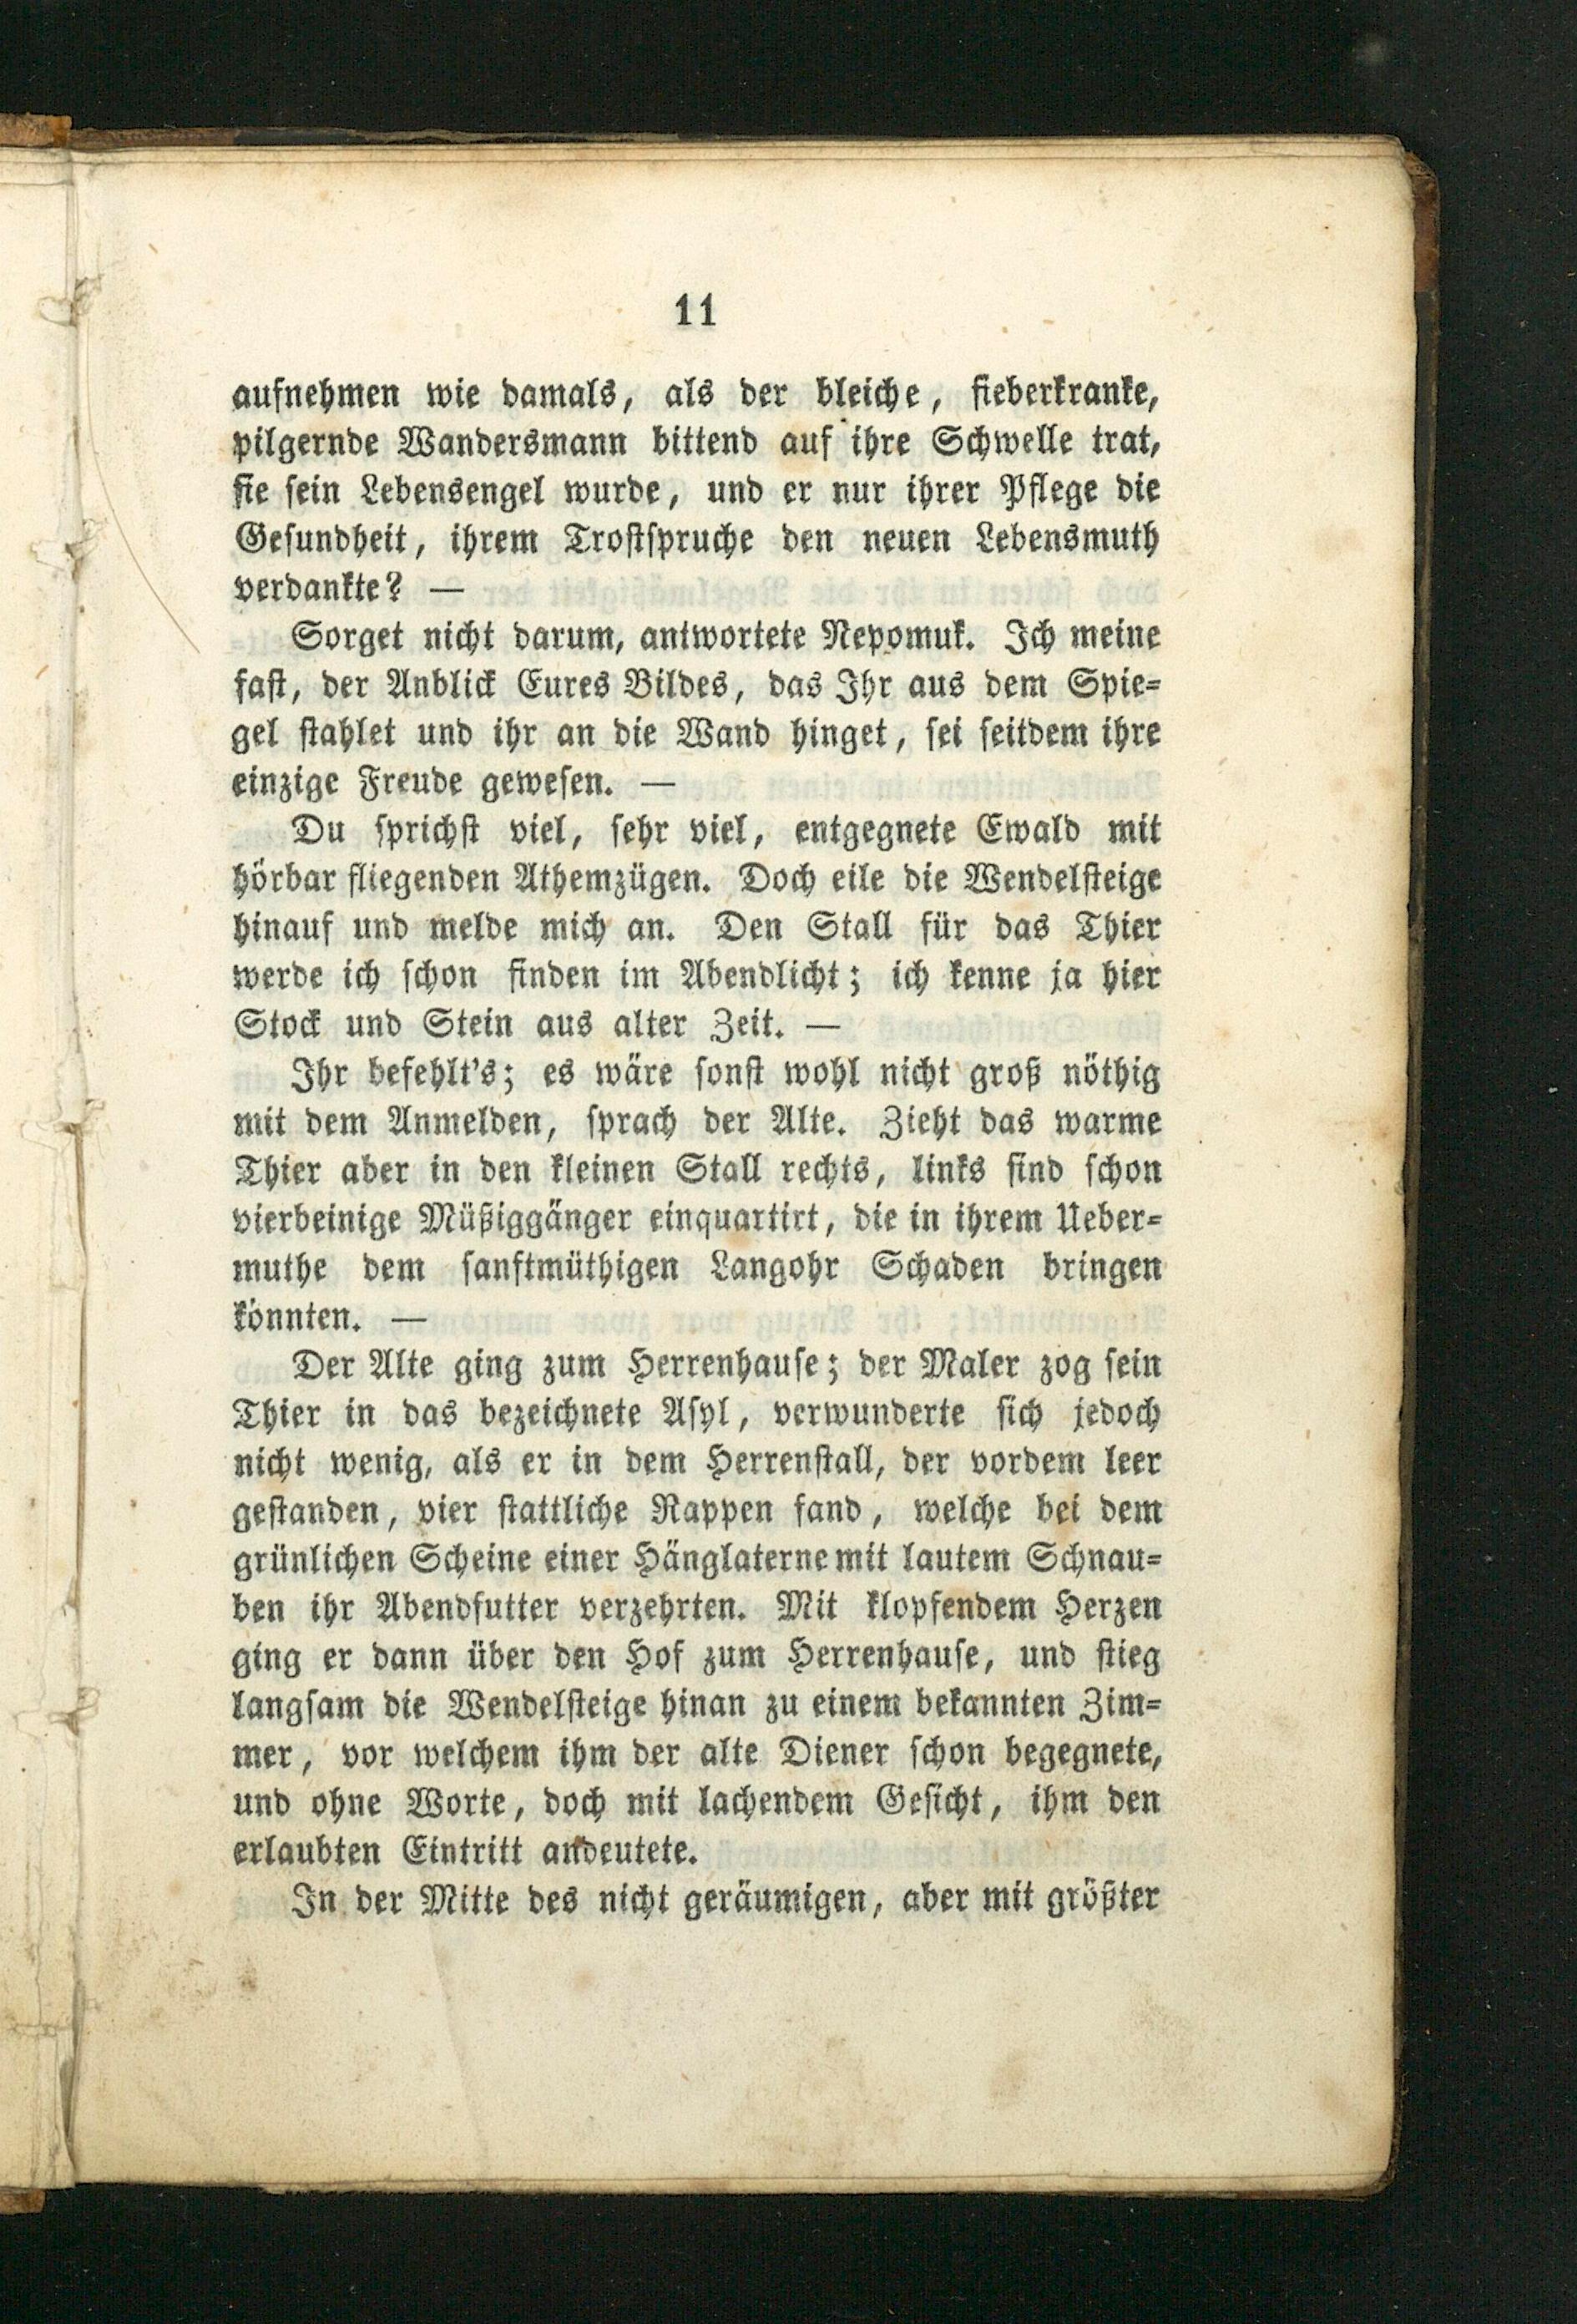 11
aufnehmen wie damals, als der bleiche, fieberkranke,
pilgernde Wandersmann bittend auf ihre Schwelle trat,
sie sein Lebensengel wurde, und er nur ihrer Pflege die
Gesundheit, ihrem Trostspruche den neuen Lebensmuth
verdankte? —
Sorget nicht darum, antwortete Nepomuk. Ich meine
fast, der Anblick Eures Bildes, das Ihr aus dem Spie=
gel stahlet und ihr an die Wand hinget, sei seitdem ihre
einzige Freude gewesen. —
Du sprichst viel, sehr viel, entgegnete Ewald mit
hörbar fliegenden Athemzügen. Doch eile die Wendelsteige
hinauf und melde mich an. Den Stall für das Thier
werde ich schon finden im Abendlicht; ich kenne ja hier
Stock und Stein aus alter Zeit. —
Ihr befehlt's; es wäre sonst wohl nicht groß nöthig
mit dem Anmelden, sprach der Alte. Zieht das warme
Thier aber in den kleinen Stall rechts, links sind schon
vierbeinige Müßiggänger einquartirt, die in ihrem Ueber=
muthe dem sanftmüthigen Langohr Schaden bringen
könnten. —
Der Alte ging zum Herrenhause; der Maler zog sein
Thier in das bezeichnete Asyl, verwunderte sich jedoch
nicht wenig, als er in dem Herrenstall, der vordem leer
gestanden, vier stattliche Rappen fand, welche bei dem
grünlichen Scheine einer Hänglaterne mit lautem Schnau=
ben ihr Abendfutter verzehrten. Mit klopfendem Herzen
ging er dann über den Hof zum Herrenhause, und stieg
langsam die Wendelsteige hinan zu einem bekannten Zim=
mer, vor welchem ihm der alte Diener schon begegnete,
und ohne Worte, doch mit lachendem Gesicht, ihm den
erlaubten Eintritt andeutete.
In der Mitte des nicht geräumigen, aber mit größter